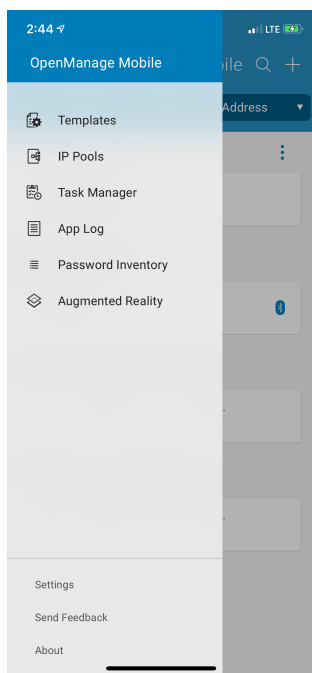 2:44
LTE
OpenManage Mobile
ile
Address
Templates
IP Pools
Task Manager
App Log
Password Inventory
Augmented Reality
Settings
Send Feedback
About